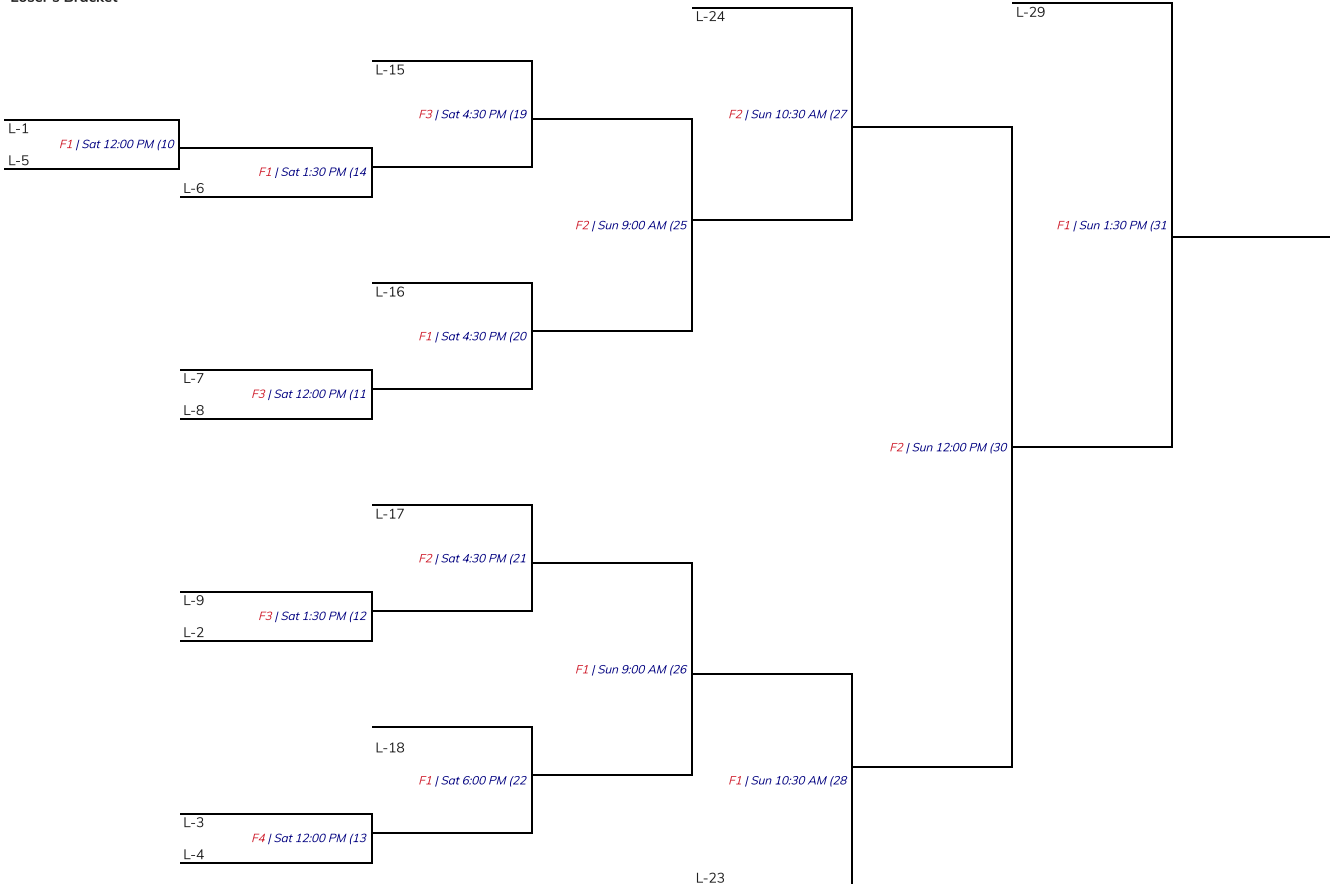 Loser's Bracket
L-24
L-29
L-15
F3 | Sat 4:30 PM (19
F2 | Sun 10:30 AM (27
L-1
F1 | Sat 12:00 PM (10
L-5
F1 | Sat 1:30 PM (14
L-6
F2 | Sun 9:00 AM (25
F1 | Sun 1:30 PM (31
L-16
F1 | Sat 4:30 PM (20
L-7
F3 | Sat 12:00 PM (11
L-8
F2 | Sun 12:00 PM (30
L-17
F2 | Sat 4:30 PM (21
L-9
F3 | Sat 1:30 PM (12
L-2
F1 | Sun 9:00 AM (26
L-18
F1 | Sat 6:00 PM (22
F1 | Sun 10:30 AM (28
L-3
F4 | Sat 12:00 PM (13
L-4
L-23